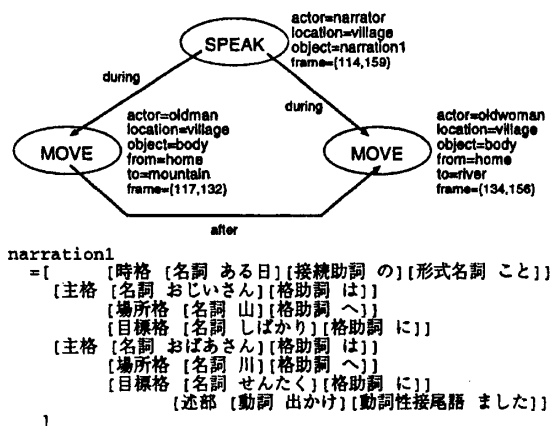 SPEAK
actor=narrator
location=village
object=narration1
frame={114,159}
during
during
MOVE
actor=oldman
location=village
object=body
from=home
to=mountain
frame={117,132}
MOVE
actor=oldwoman
location=village
object=body
from=home
to=river
frame={134,156}
after
narration1
=[ [時格 [名詞 ある日][接続助詞 の][形式名詞 こと]]
[主格 [名詞 おじいさん][格助詞 は]]
[場所格 [名詞 山][格助詞 へ]]
[目標格 [名詞 しばかり][格助詞 に]]
[主格 [名詞 おばあさん][格助詞 は]]
[場所格 [名詞 川][格助詞 へ]]
[目標格 [名詞 せんたく][格助詞 に]]
[述部 [動詞 出かけ][動詞性接尾語 ました]]
]